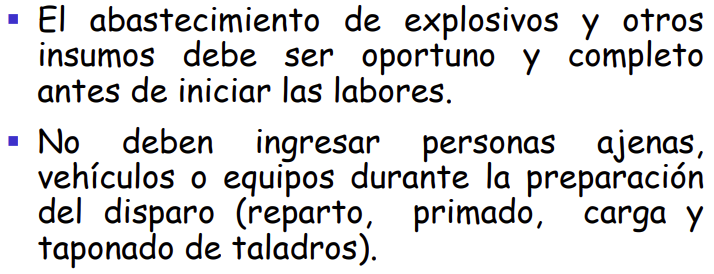 ▪ El abastecimiento de explosivos y otros
insumos debe ser oportuno y completo
antes de iniciar las labores.
▪ No deben ingresar personas ajenas,
vehículos o equipos durante la preparación
del disparo (reparto, primado, carga y
taponado de taladros).